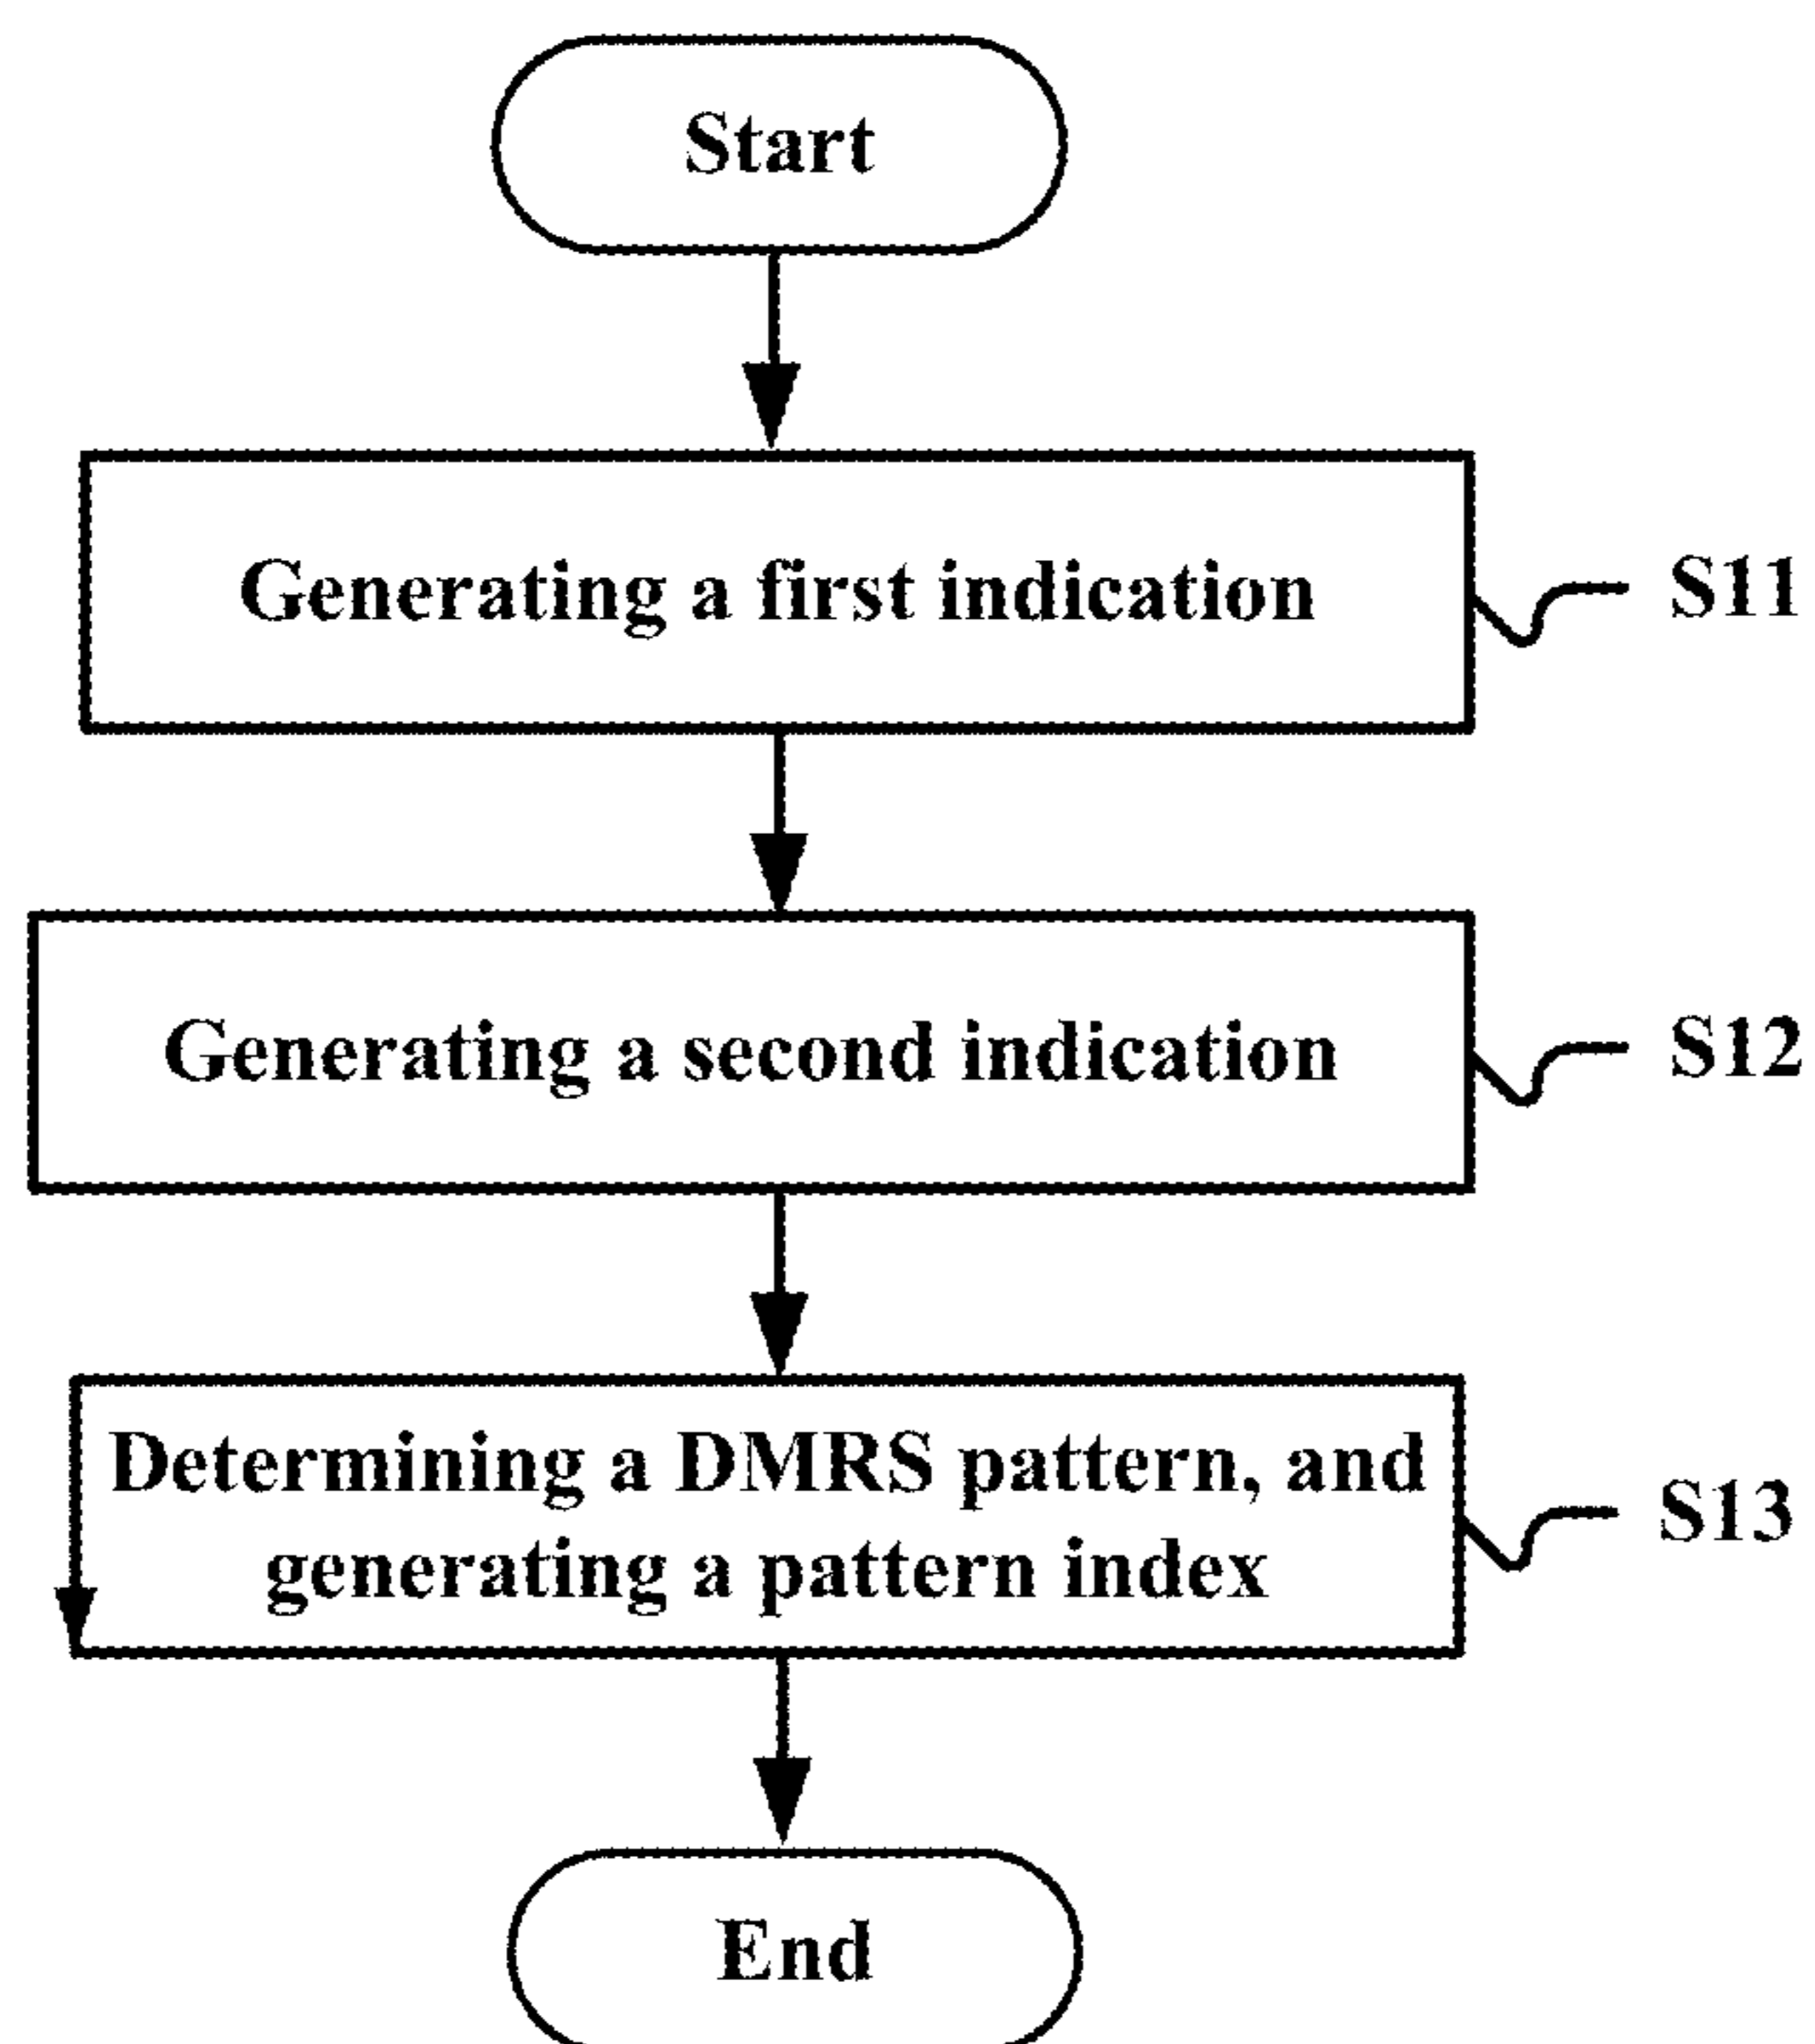 Start
Generating a first indication
S11
Generating a second indication
S12
Determining a DMRS pattern, and
generating a pattern index
S13
End